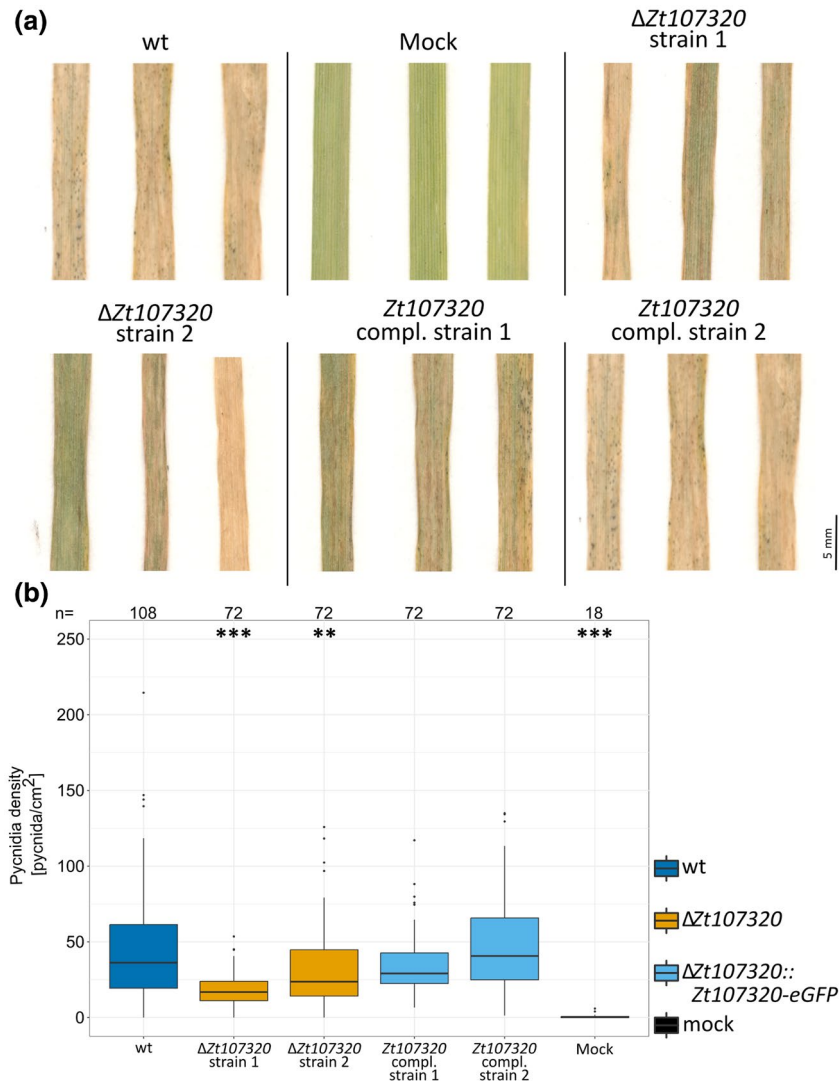 (a)
wt
Mock
ΔZt107320
strain 1
ΔZt107320
strain 2
Zt107320
compl. strain 1
Zt107320
compl. strain 2
5 mm
(b)
n= 108 72 72 72 72 18
*** ** ***
Pycnidia density
[pycnida/cm²]
250
200
150
100
50
0
wt
ΔZt107320
strain 1
ΔZt107320
strain 2
Zt107320
compl.
strain 1
Zt107320
compl.
strain 2
Mock
wt
ΔZt107320
ΔZt107320::
Zt107320-eGFP
mock